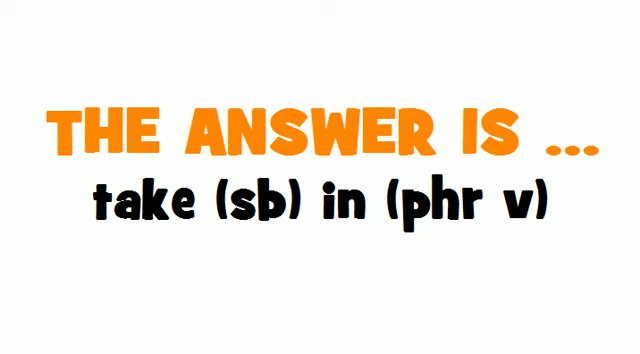 THE ANSWER IS ...
take (sb) in (phr v)